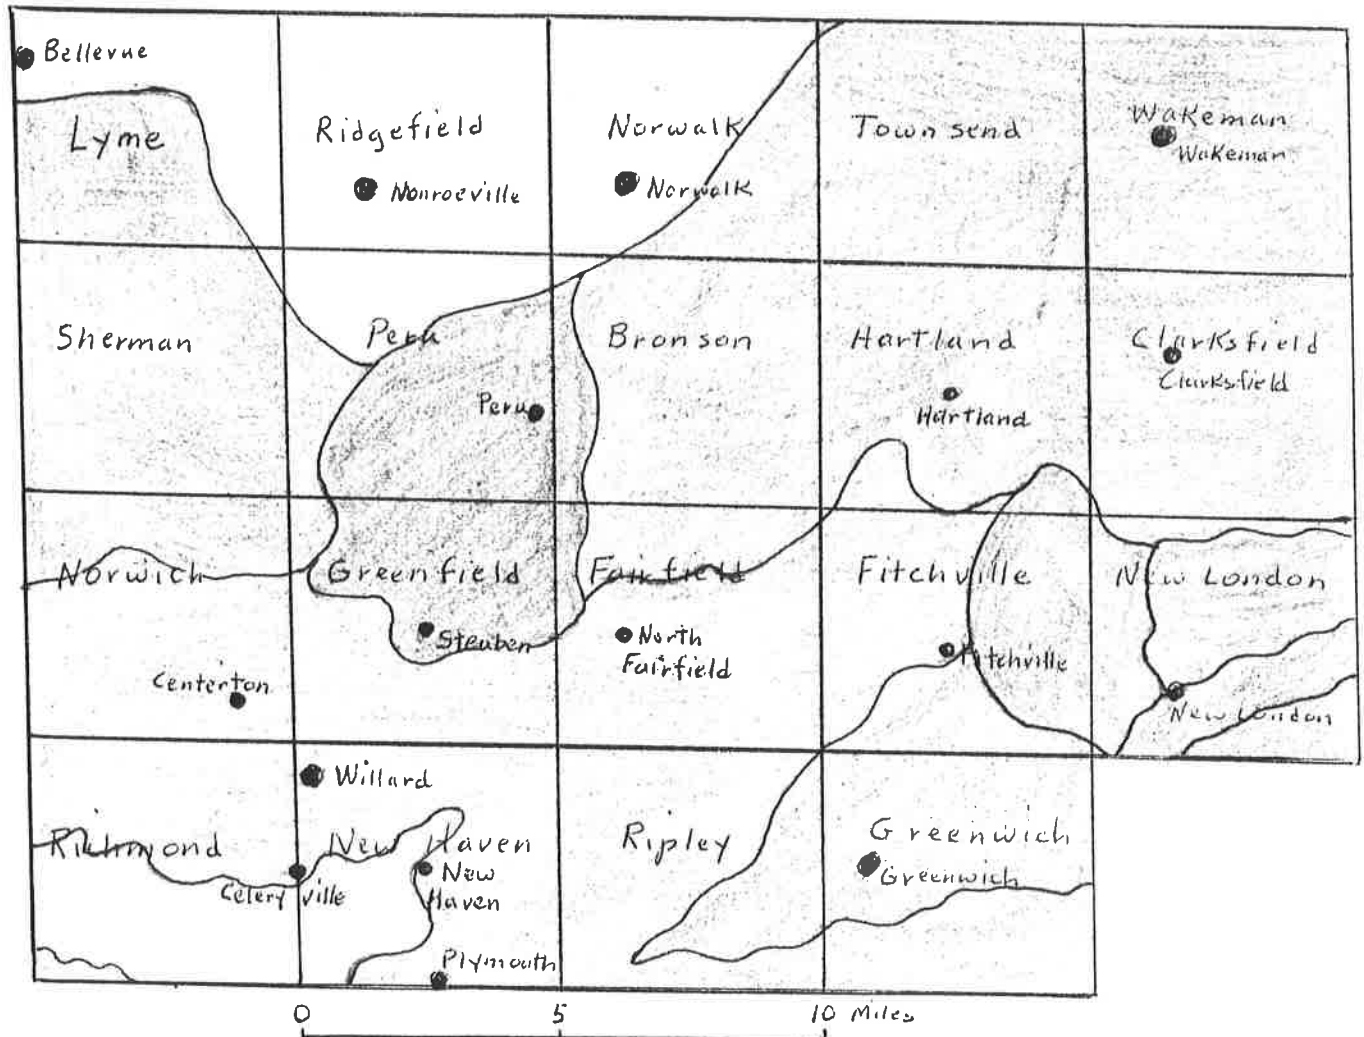 Bellevue
Lyme
Ridgefield
Norwalk
Townsend
Wakeman
Wakeman
Monroeville
Norwalk
Sherman
Peru
Bronson
Hartland
Clarksfield
Clarksfield
Peru
Hartland
Norwich
Greenfield
Fairfield
Fitchville
New London
Steuben
North
Fairfield
Fitchville
Centerton
New London
Willard
Richmond
New Haven
Ripley
Greenwich
Greenwich
Celeryville
New
Haven
Plymouth
0 5 10 Miles